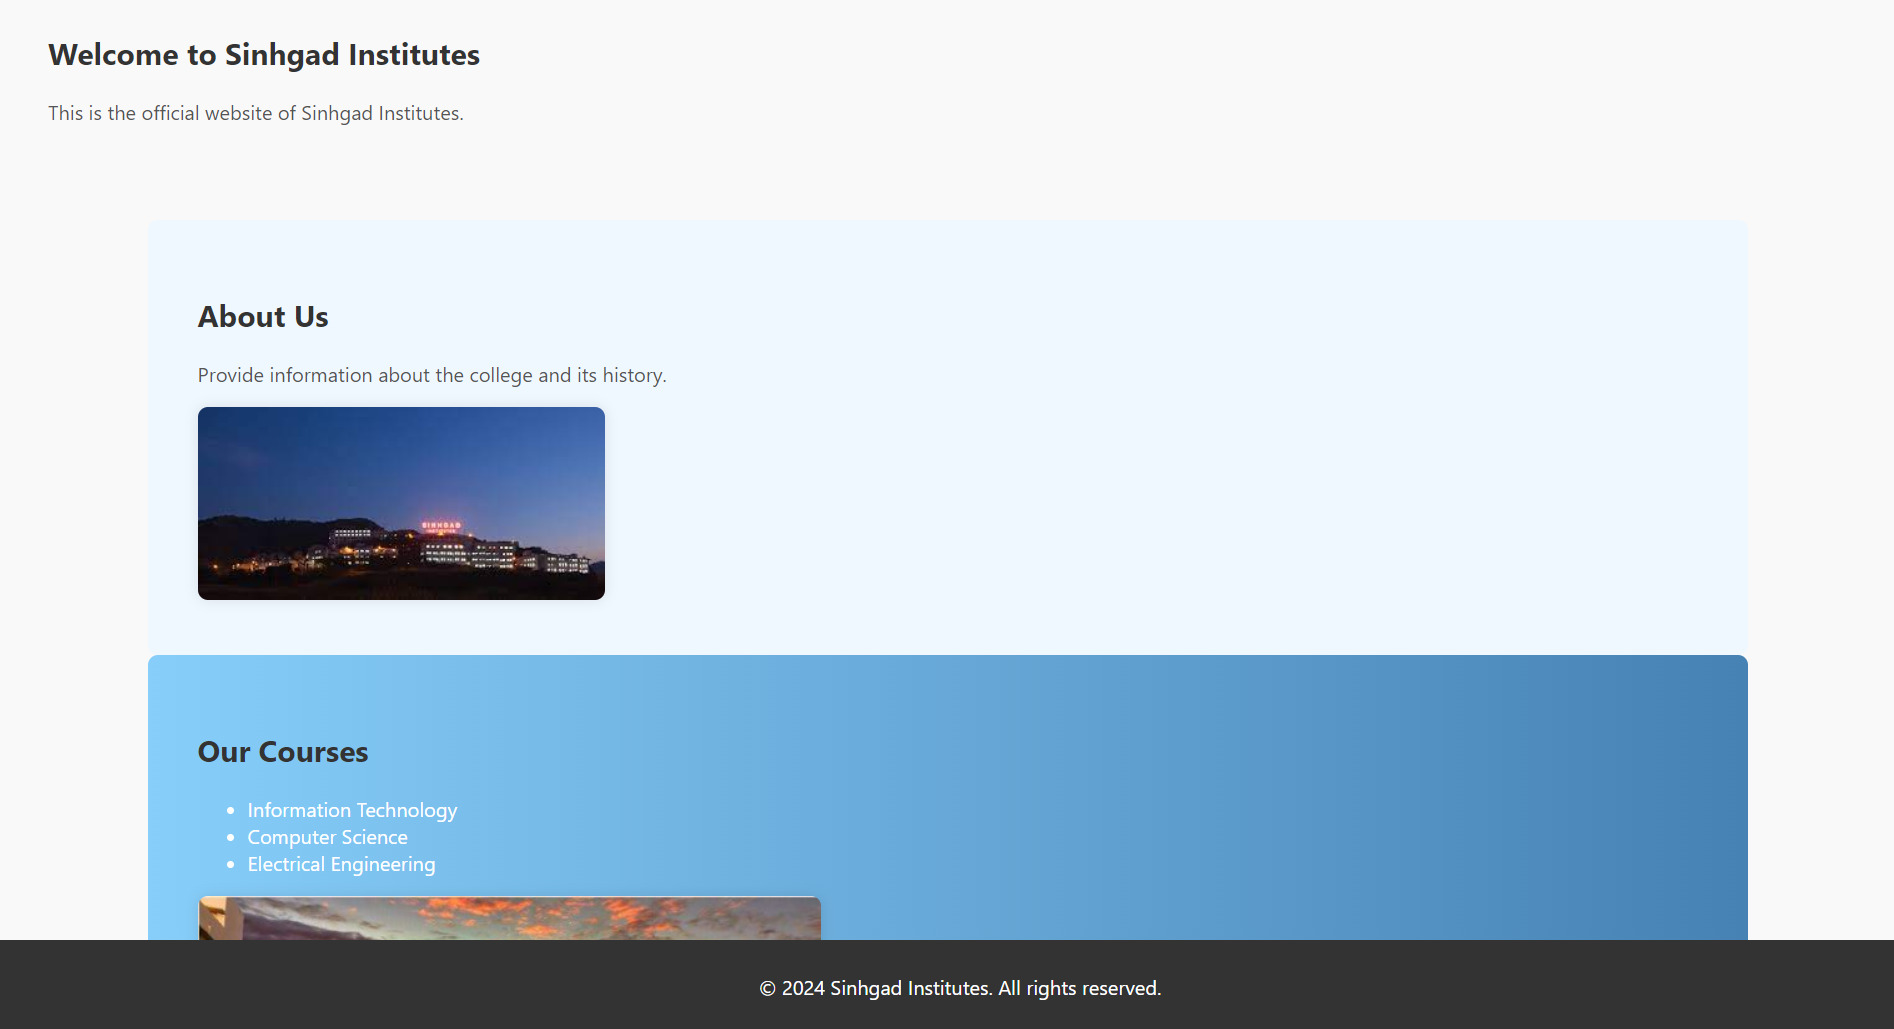 Welcome to Sinhgad Institutes
This is the official website of Sinhgad Institutes.
About Us
Provide information about the college and its history.
SINHGAD
INSTITUTES
Our Courses
Information Technology
Computer Science
Electrical Engineering
© 2024 Sinhgad Institutes. All rights reserved.